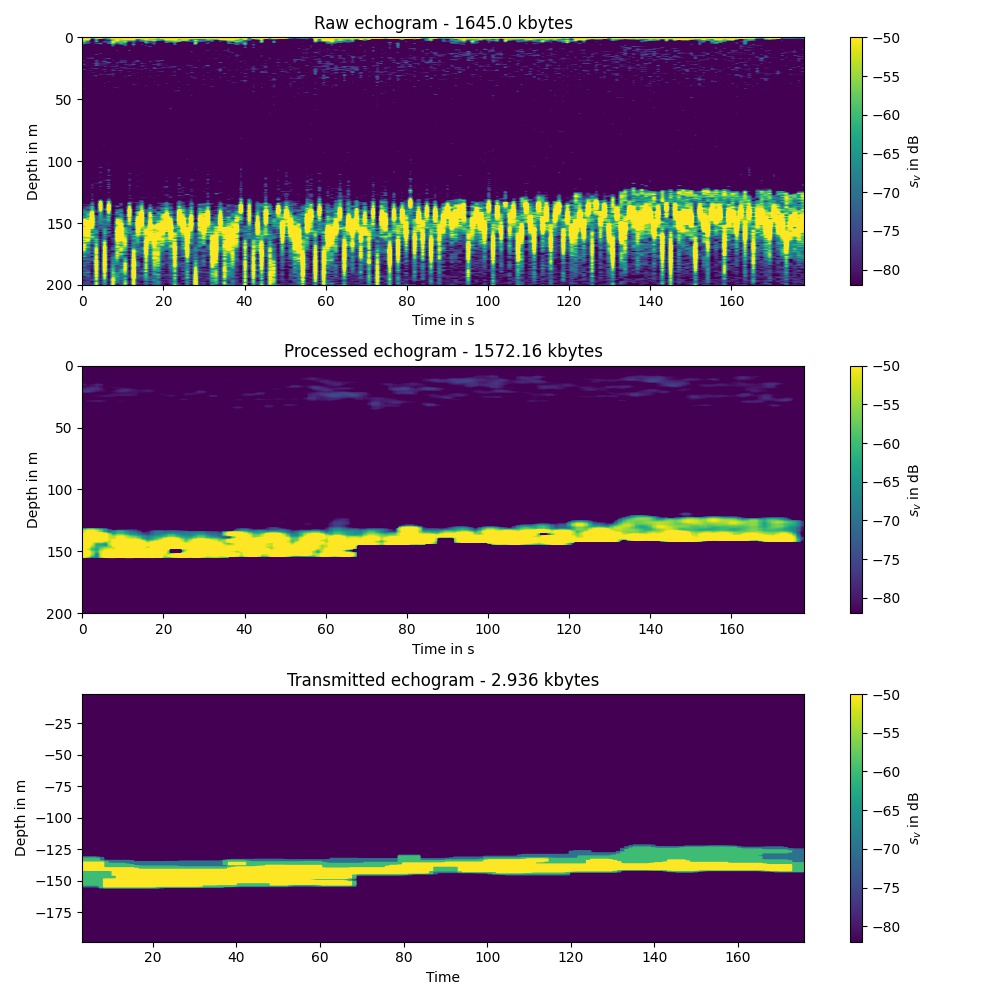 Raw echogram - 1645.0 kbytes
0
50
100
150
200
Depth in m
0 20 40 60 80 100 120 140 160
Time in s
−50
−55
−60
−65
−70
−75
−80
sv in dB
Processed echogram - 1572.16 kbytes
0
50
100
150
200
Depth in m
0 20 40 60 80 100 120 140 160
Time in s
−50
−55
−60
−65
−70
−75
−80
sv in dB
Transmitted echogram - 2.936 kbytes
−25
−50
−75
−100
−125
−150
−175
Depth in m
20 40 60 80 100 120 140 160
Time
−50
−55
−60
−65
−70
−75
−80
sv in dB